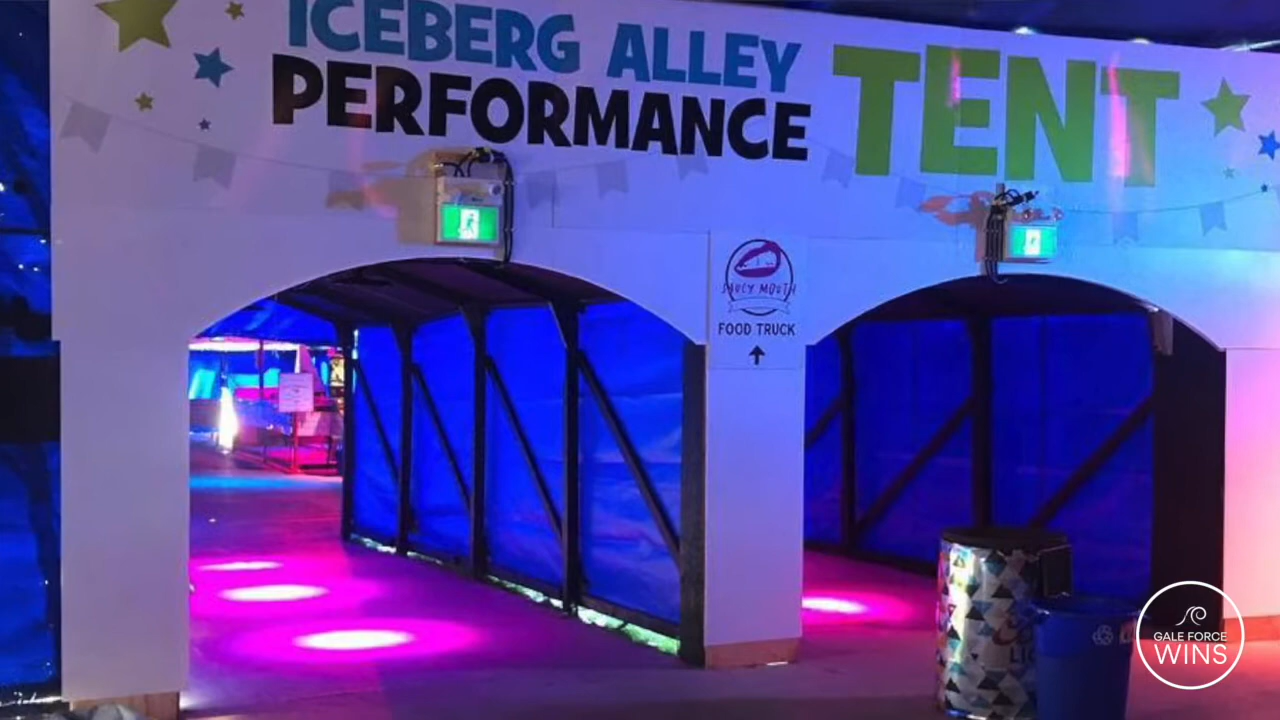 ICEBERG ALLEY
PERFORMANCE TENT
SAUCY MOUTH
FOOD TRUCK
GALE FORCE
WINS